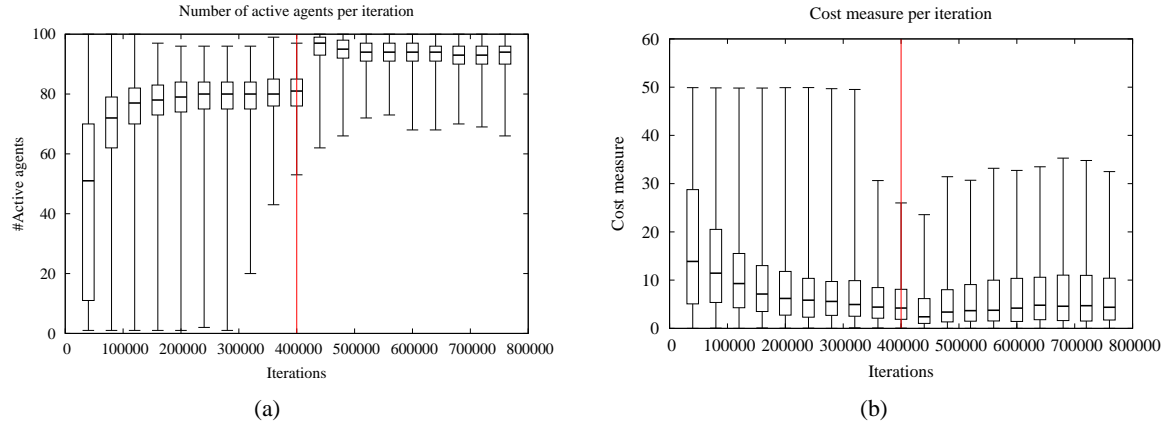 Number of active agents per iteration
100
80
60
40
20
0
#Active agents
0 100000 200000 300000 400000 500000 600000 700000 800000
Iterations
(a)
Cost measure per iteration
60
50
40
30
20
10
0
Cost measure
0 100000 200000 300000 400000 500000 600000 700000 800000
Iterations
(b)